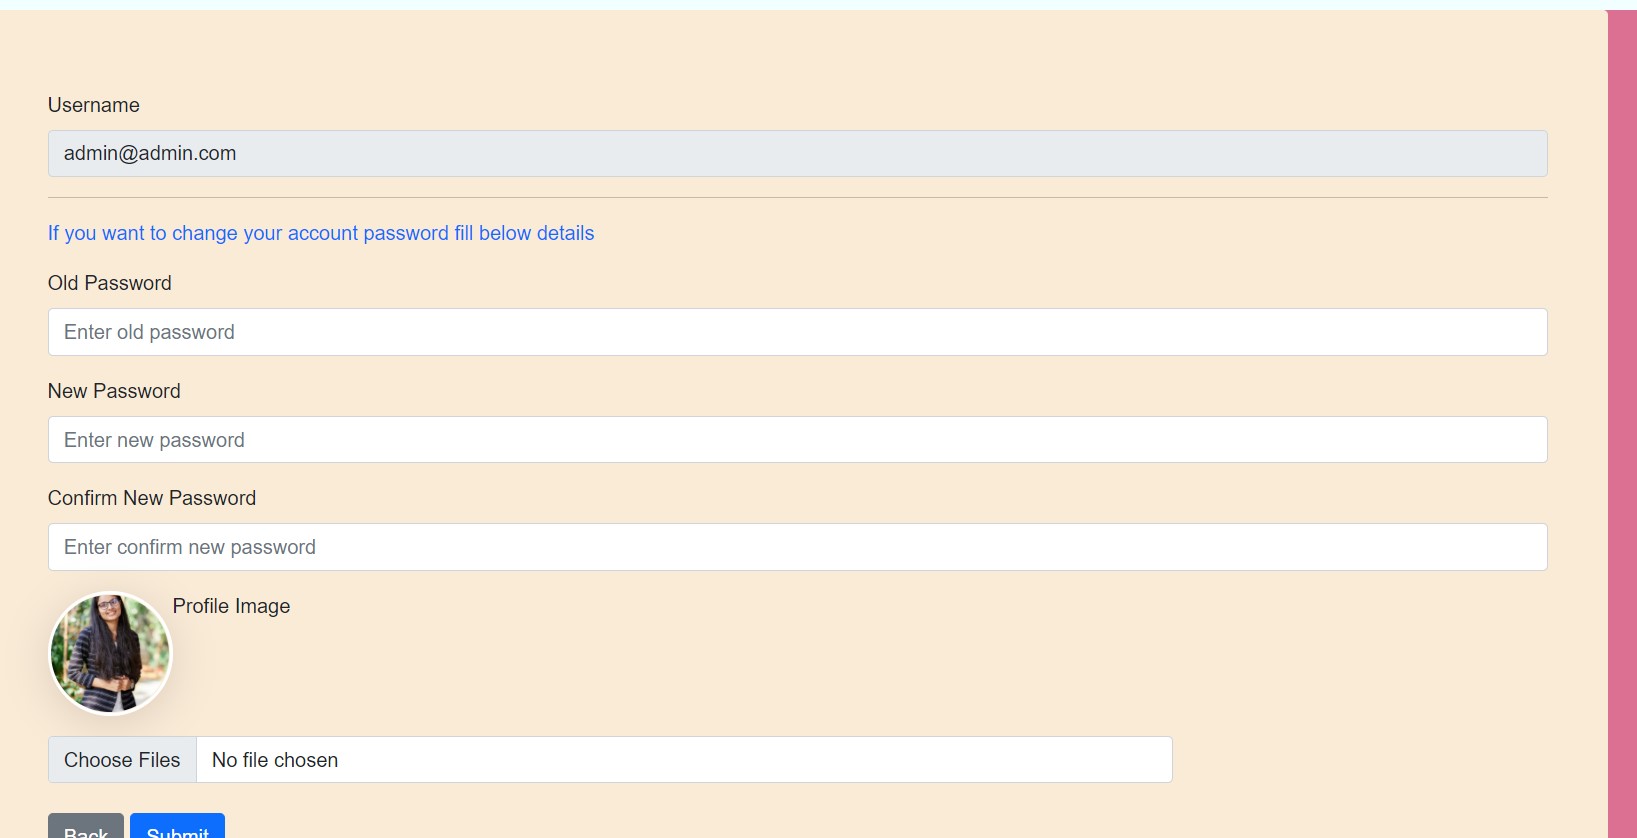 Username
admin@admin.com
If you want to change your account password fill below details
Old Password
Enter old password
New Password
Enter new password
Confirm New Password
Enter confirm new password
Profile Image
Choose Files No file chosen
Back Submit